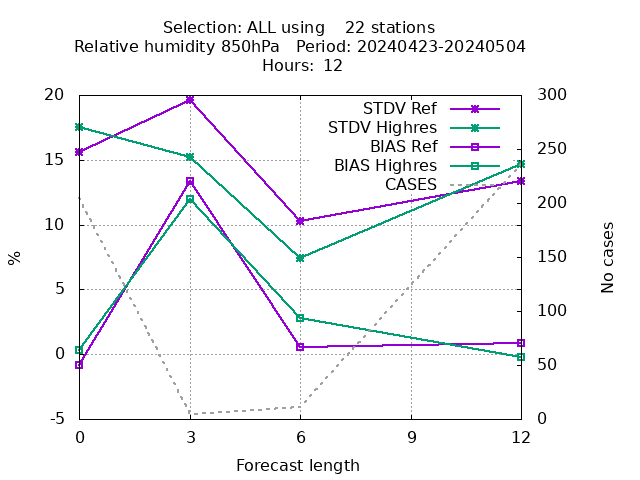 Selection: ALL using    22 stations
Relative humidity 850hPa   Period: 20240423-20240504
Hours: 12
STDV Ref
STDV Highres
BIAS Ref
BIAS Highres
CASES
20
15
10
5
0
-5
%
300
250
200
150
100
50
0
No cases
0 3 6 9 12
Forecast length